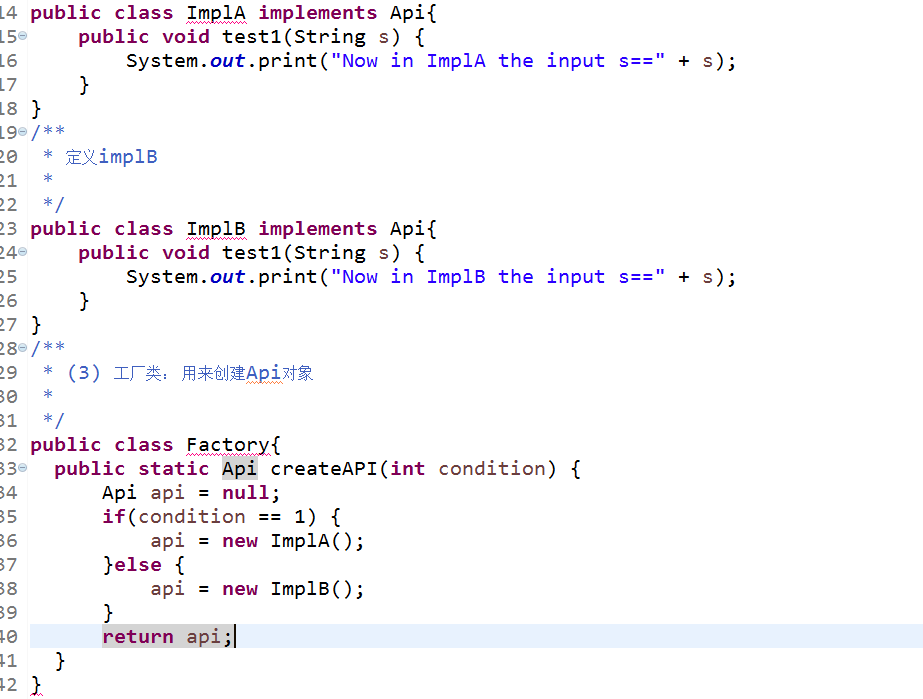 14 public class ImplA implements Api{
15     public void test1(String s) {
16         System.out.print("Now in ImplA the input s==" + s);
17     }
18 }
19 /**
20  * 定义implB
21  *
22  */
23 public class ImplB implements Api{
24     public void test1(String s) {
25         System.out.print("Now in ImplB the input s==" + s);
26     }
27 }
28 /**
29  * (3) 工厂类: 用来创建Api对象
30  *
31  */
32 public class Factory{
33   public static Api createAPI(int condition) {
34       Api api = null;
35       if(condition == 1) {
36           api = new ImplA();
37       }else {
38           api = new ImplB();
39       }
40       return api;
41   }
42 }